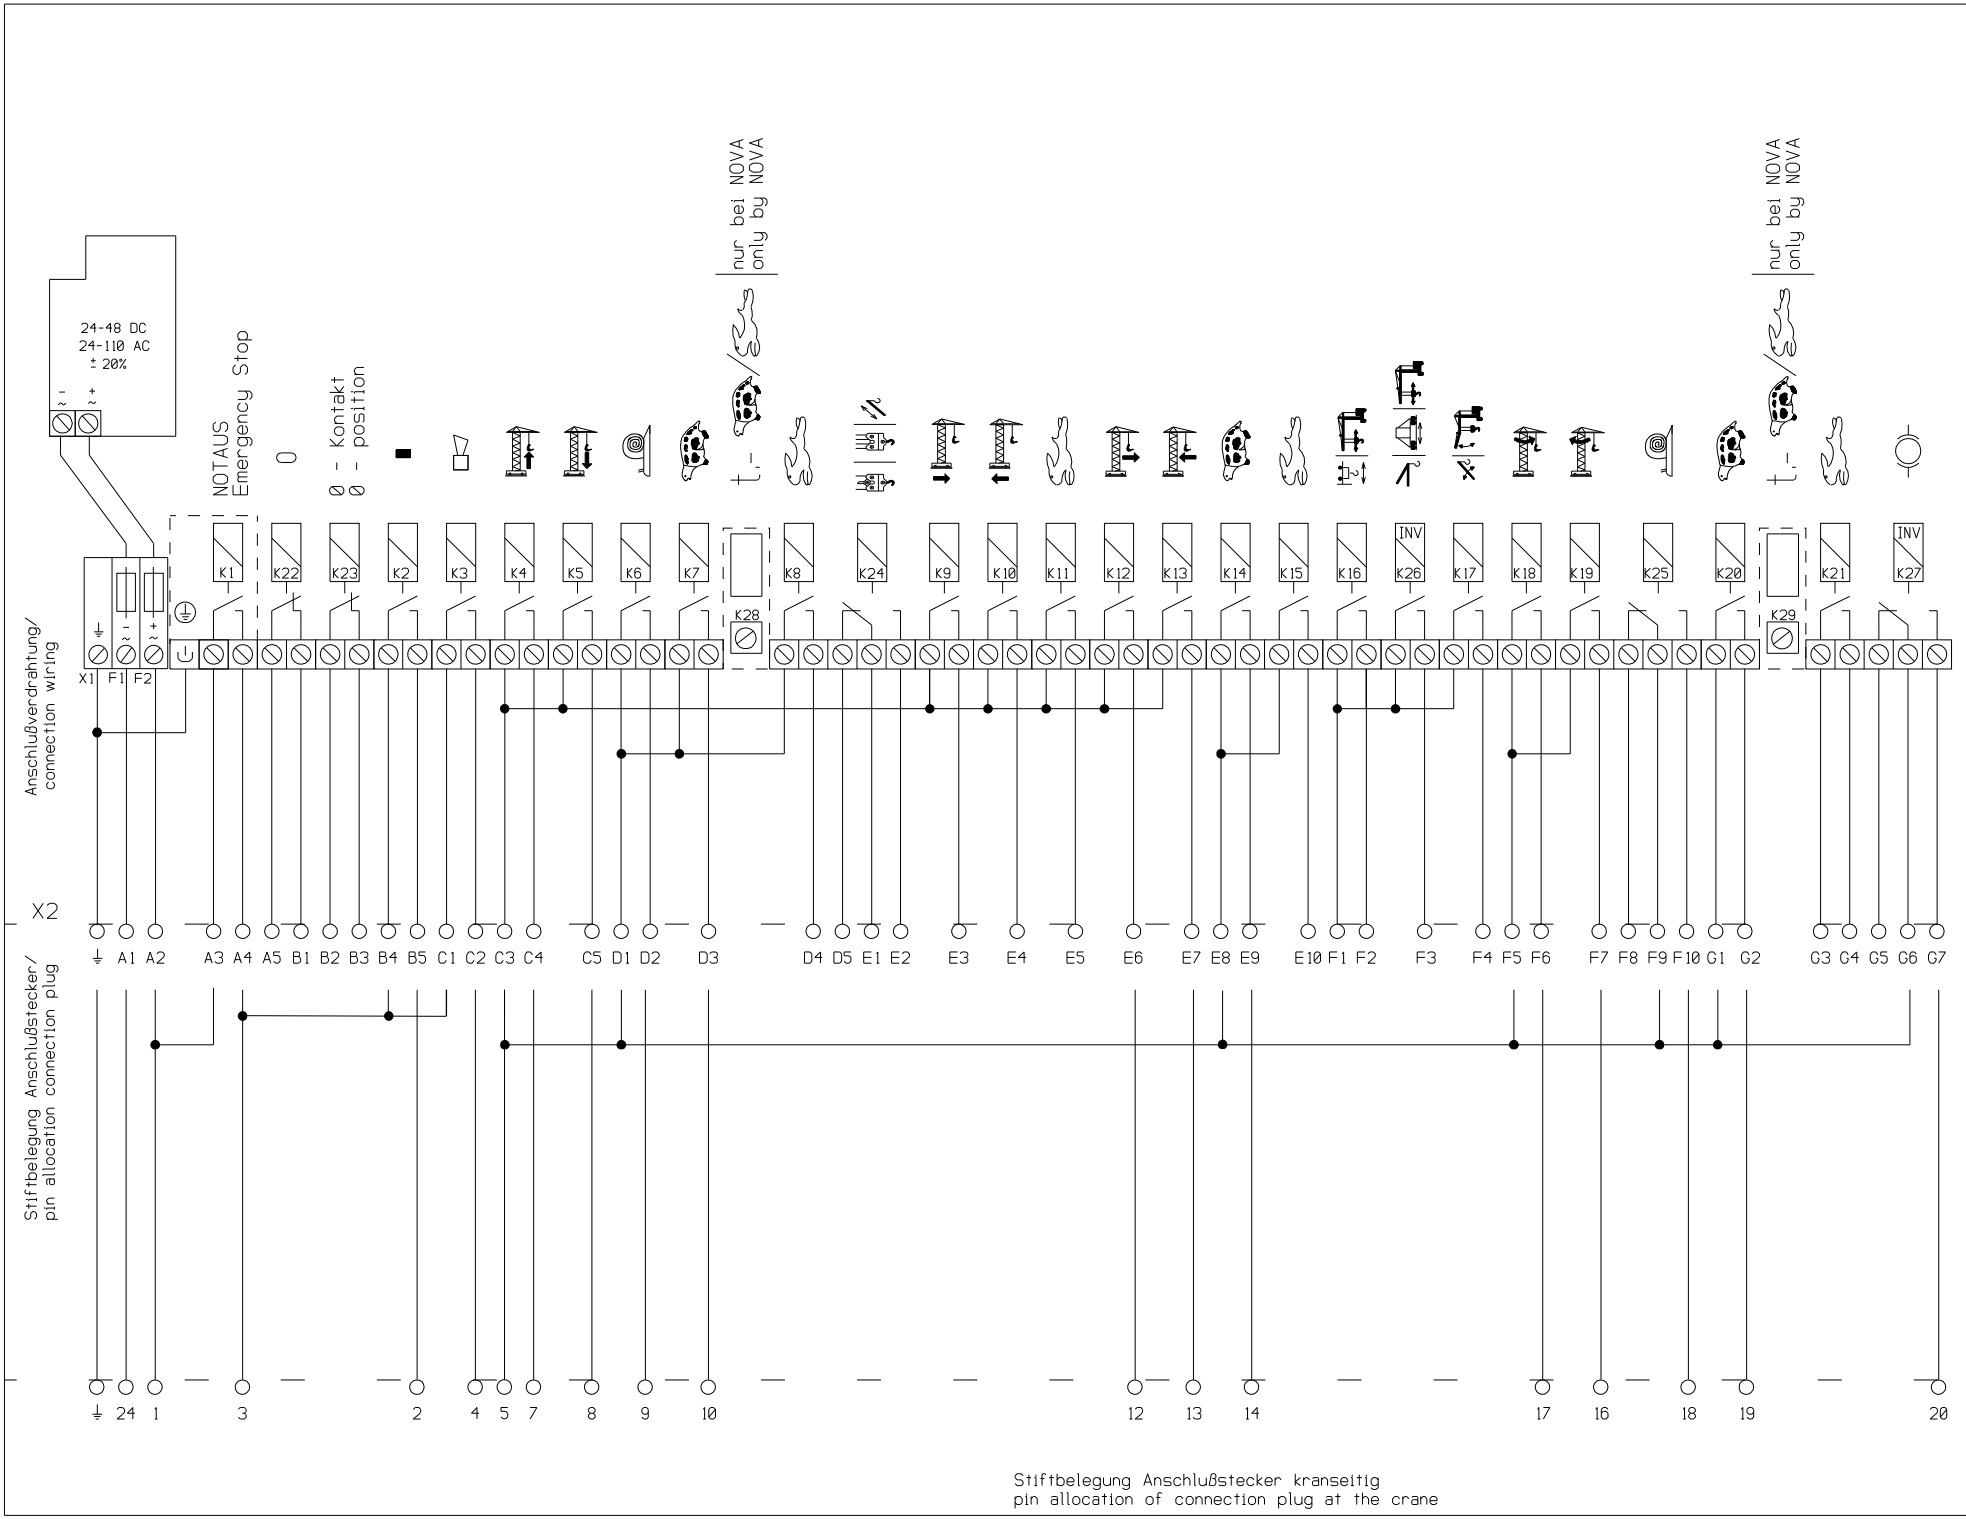 nur bei NOVA
only by NOVA
nur bei NOVA
only by NOVA
24-48 DC
24-110 AC
± 20%
- +
~ ~
NOTAUS
Emergency Stop
0
0 - Kontakt
0 - position
t-
t-
INV
INV
K1 K22 K23 K2 K3 K4 K5 K6 K7 K8 K24 K9 K10 K11 K12 K13 K14 K15 K16 K26 K17 K18 K19 K25 K20 K21 K27
K28
K29
- +
~ ~
X1 F1 F2
Anschlußverdrahtung/
connection wiring
X2
A1 A2 A3 A4 A5 B1 B2 B3 B4 B5 C1 C2 C3 C4 C5 D1 D2 D3 D4 D5 E1 E2 E3 E4 E5 E6 E7 E8 E9 E10 F1 F2 F3 F4 F5 F6 F7 F8 F9 F10 G1 G2 G3 G4 G5 G6 G7
Stiftbelegung Anschlußstecker/
pin allocation connection plug
24 1 3 2 4 5 7 8 9 10 12 13 14 17 16 18 19 20
Stiftbelegung Anschlußstecker kranseitig
pin allocation of connection plug at the crane